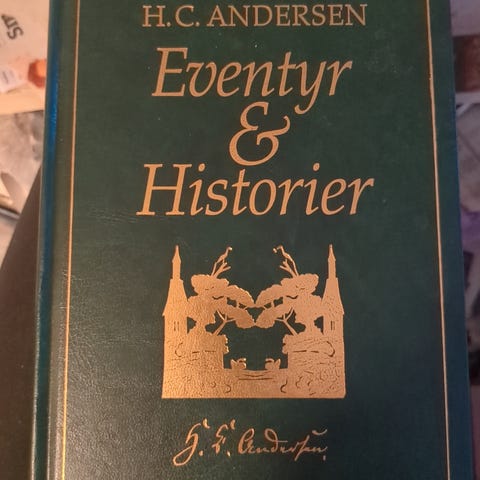 H.C. ANDERSEN
Eventyr
&
Historier
H. C. Andersen.